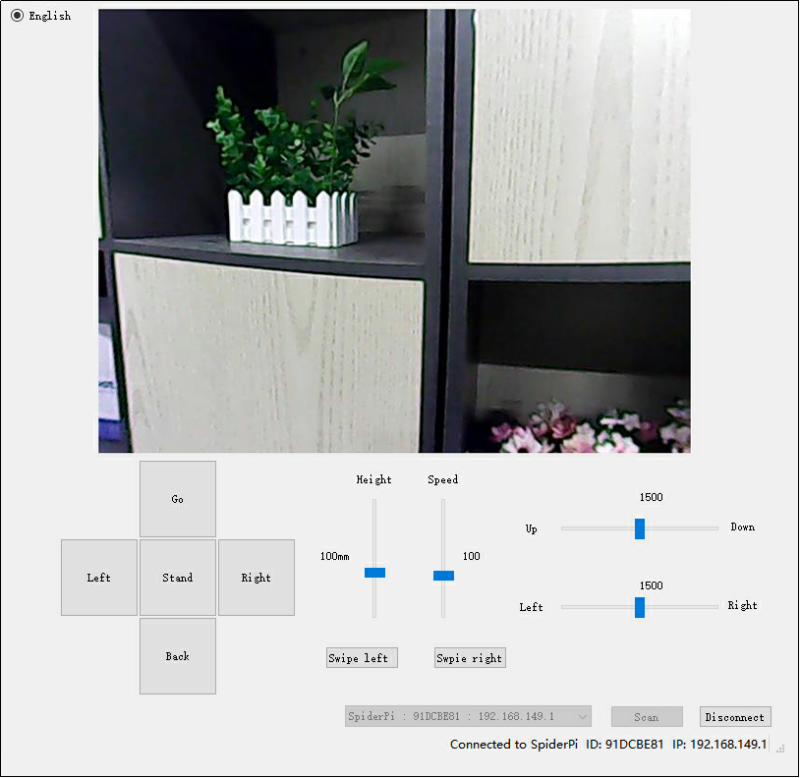 English
Height Speed
1500
Go
Up Down
100mm 100
Left Stand Right
1500
Left Right
Back
Swipe left Swpie right
SpiderPi : 91DCBE81 : 192.168.149.1 Scan Disconnect
Connected to SpiderPi ID: 91DCBE81 IP: 192.168.149.1